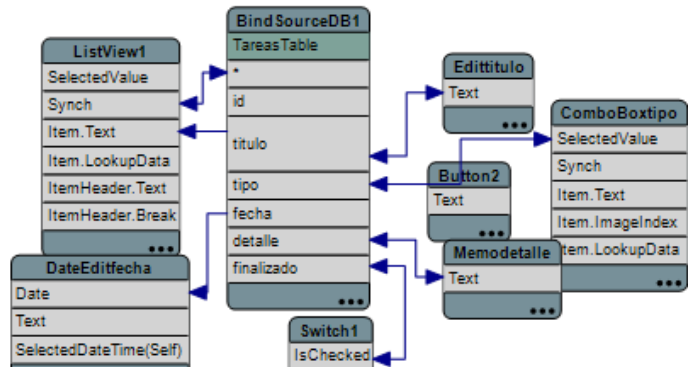 ListView1
SelectedValue
Synch
Item.Text
Item.LookupData
ItemHeader.Text
ItemHeader.Break
BindSourceDB1
TareasTable
*
id
titulo
tipo
fecha
detalle
finalizado
Edittitulo
Text
ComboBoxtipo
SelectedValue
Synch
Item.Text
Item.ImageIndex
Item.LookupData
Button2
Text
Memodetalle
Text
DateEditfecha
Date
Text
SelectedDateTime(Self)
Switch1
IsChecked